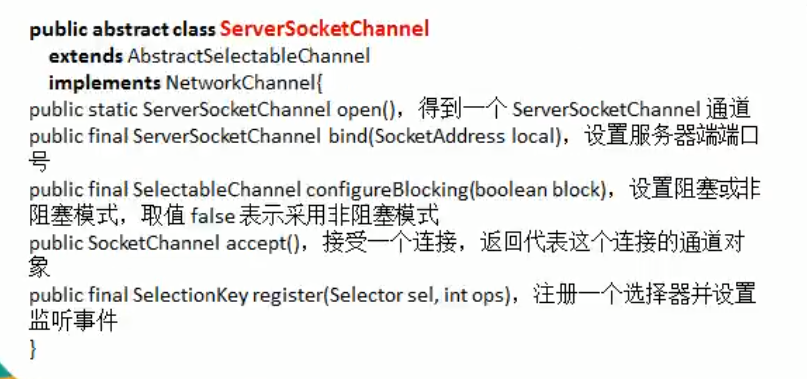 public abstract class ServerSocketChannel
extends AbstractSelectableChannel
implements NetworkChannel{
public static ServerSocketChannel open()，得到一个 ServerSocketChannel 通道
public final ServerSocketChannel bind(SocketAddress local)，设置服务器端端口
号
public final SelectableChannel configureBlocking(boolean block)，设置阻塞或非
阻塞模式，取值 false 表示采用非阻塞模式
public SocketChannel accept()，接受一个连接，返回代表这个连接的通道对
象
public final SelectionKey register(Selector sel, int ops)，注册一个选择器并设置
监听事件
}